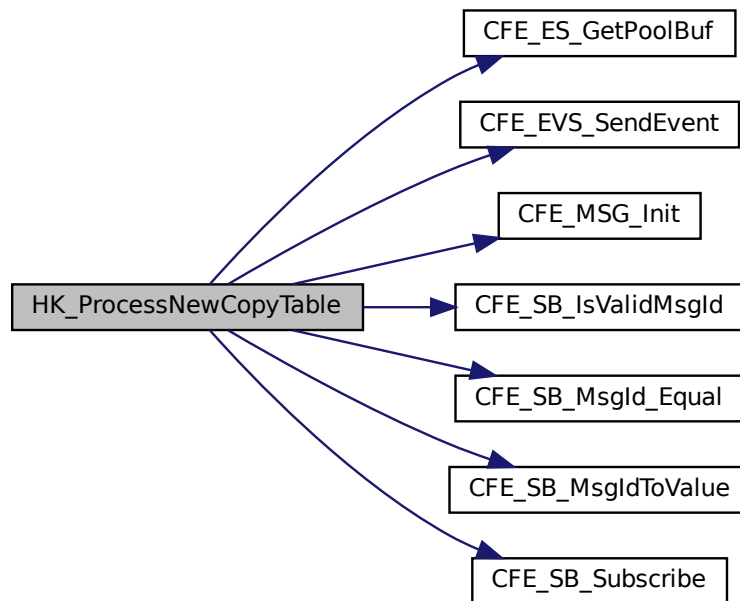 CFE_ES_GetPoolBuf
CFE_EVS_SendEvent
CFE_MSG_Init
HK_ProcessNewCopyTable
CFE_SB_IsValidMsgId
CFE_SB_MsgId_Equal
CFE_SB_MsgIdToValue
CFE_SB_Subscribe